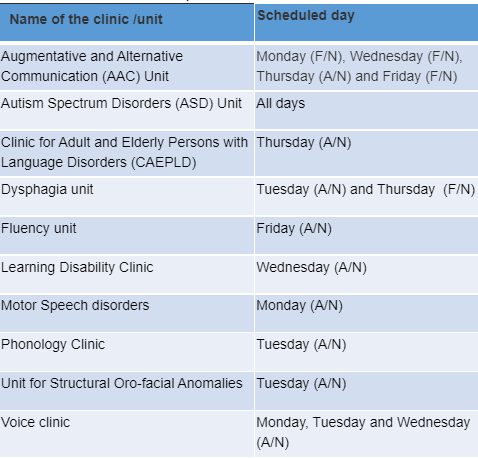 Name of the clinic /unit
Scheduled day
Augmentative and Alternative
Communication (AAC) Unit
Monday (F/N), Wednesday (F/N),
Thursday (A/N) and Friday (F/N)
Autism Spectrum Disorders (ASD) Unit
All days
Clinic for Adult and Elderly Persons with
Language Disorders (CAEPLD)
Thursday (A/N)
Dysphagia unit
Tuesday (A/N) and Thursday (F/N)
Fluency unit
Friday (A/N)
Learning Disability Clinic
Wednesday (A/N)
Motor Speech disorders
Monday (A/N)
Phonology Clinic
Tuesday (A/N)
Unit for Structural Oro-facial Anomalies
Tuesday (A/N)
Voice clinic
Monday, Tuesday and Wednesday
(A/N)